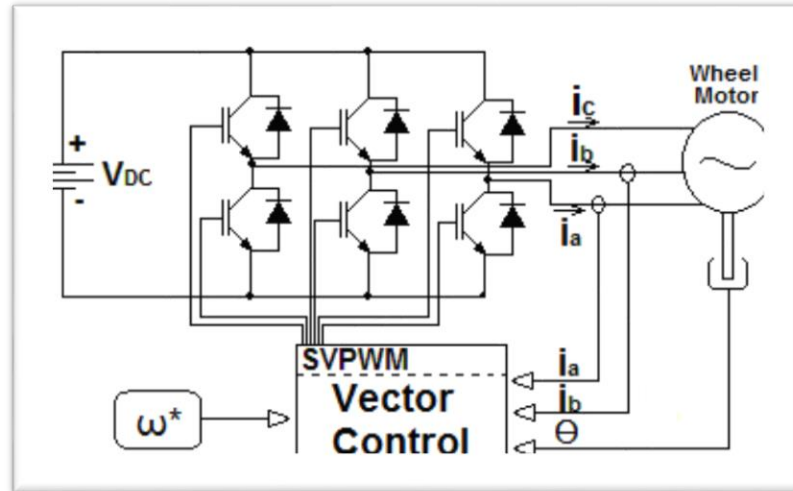 Wheel
Motor
ic
ib
+
VDC
-
ia
SVPWM
Vector
Control
ia
ib
θ
ω*